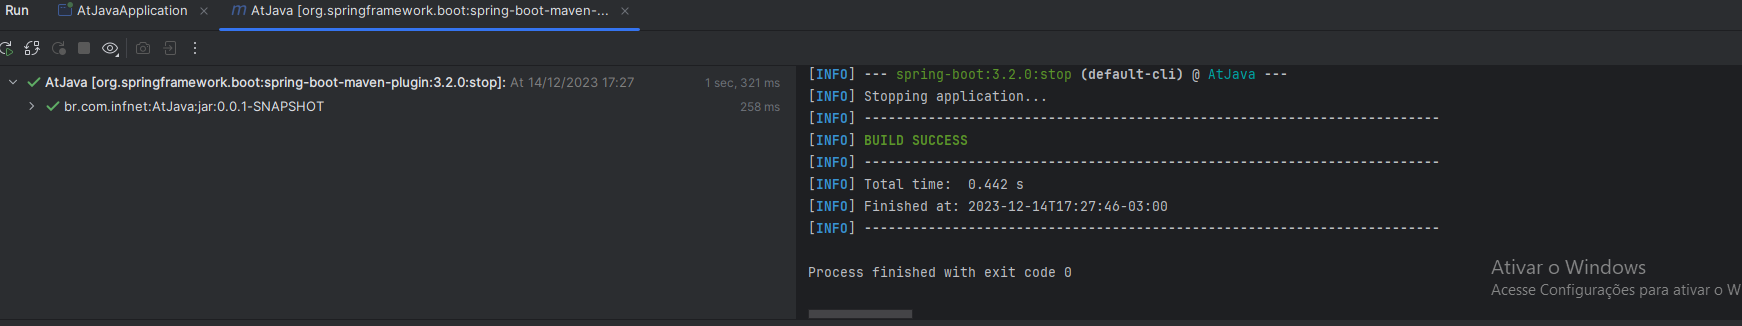 Run AtJavaApplication AtJava [org.springframework.boot:spring-boot-maven-...
AtJava [org.springframework.boot:spring-boot-maven-plugin:3.2.0:stop]: At 14/12/2023 17:27 1 sec, 321 ms
br.com.infnet:AtJava:jar:0.0.1-SNAPSHOT 258 ms
[INFO] --- spring-boot:3.2.0:stop (default-cli) @ AtJava ---
[INFO] Stopping application...
[INFO] ------------------------------------------------------------------------
[INFO] BUILD SUCCESS
[INFO] ------------------------------------------------------------------------
[INFO] Total time:  0.442 s
[INFO] Finished at: 2023-12-14T17:27:46-03:00
[INFO] ------------------------------------------------------------------------
Process finished with exit code 0
Ativar o Windows
Acesse Configurações para ativar o W